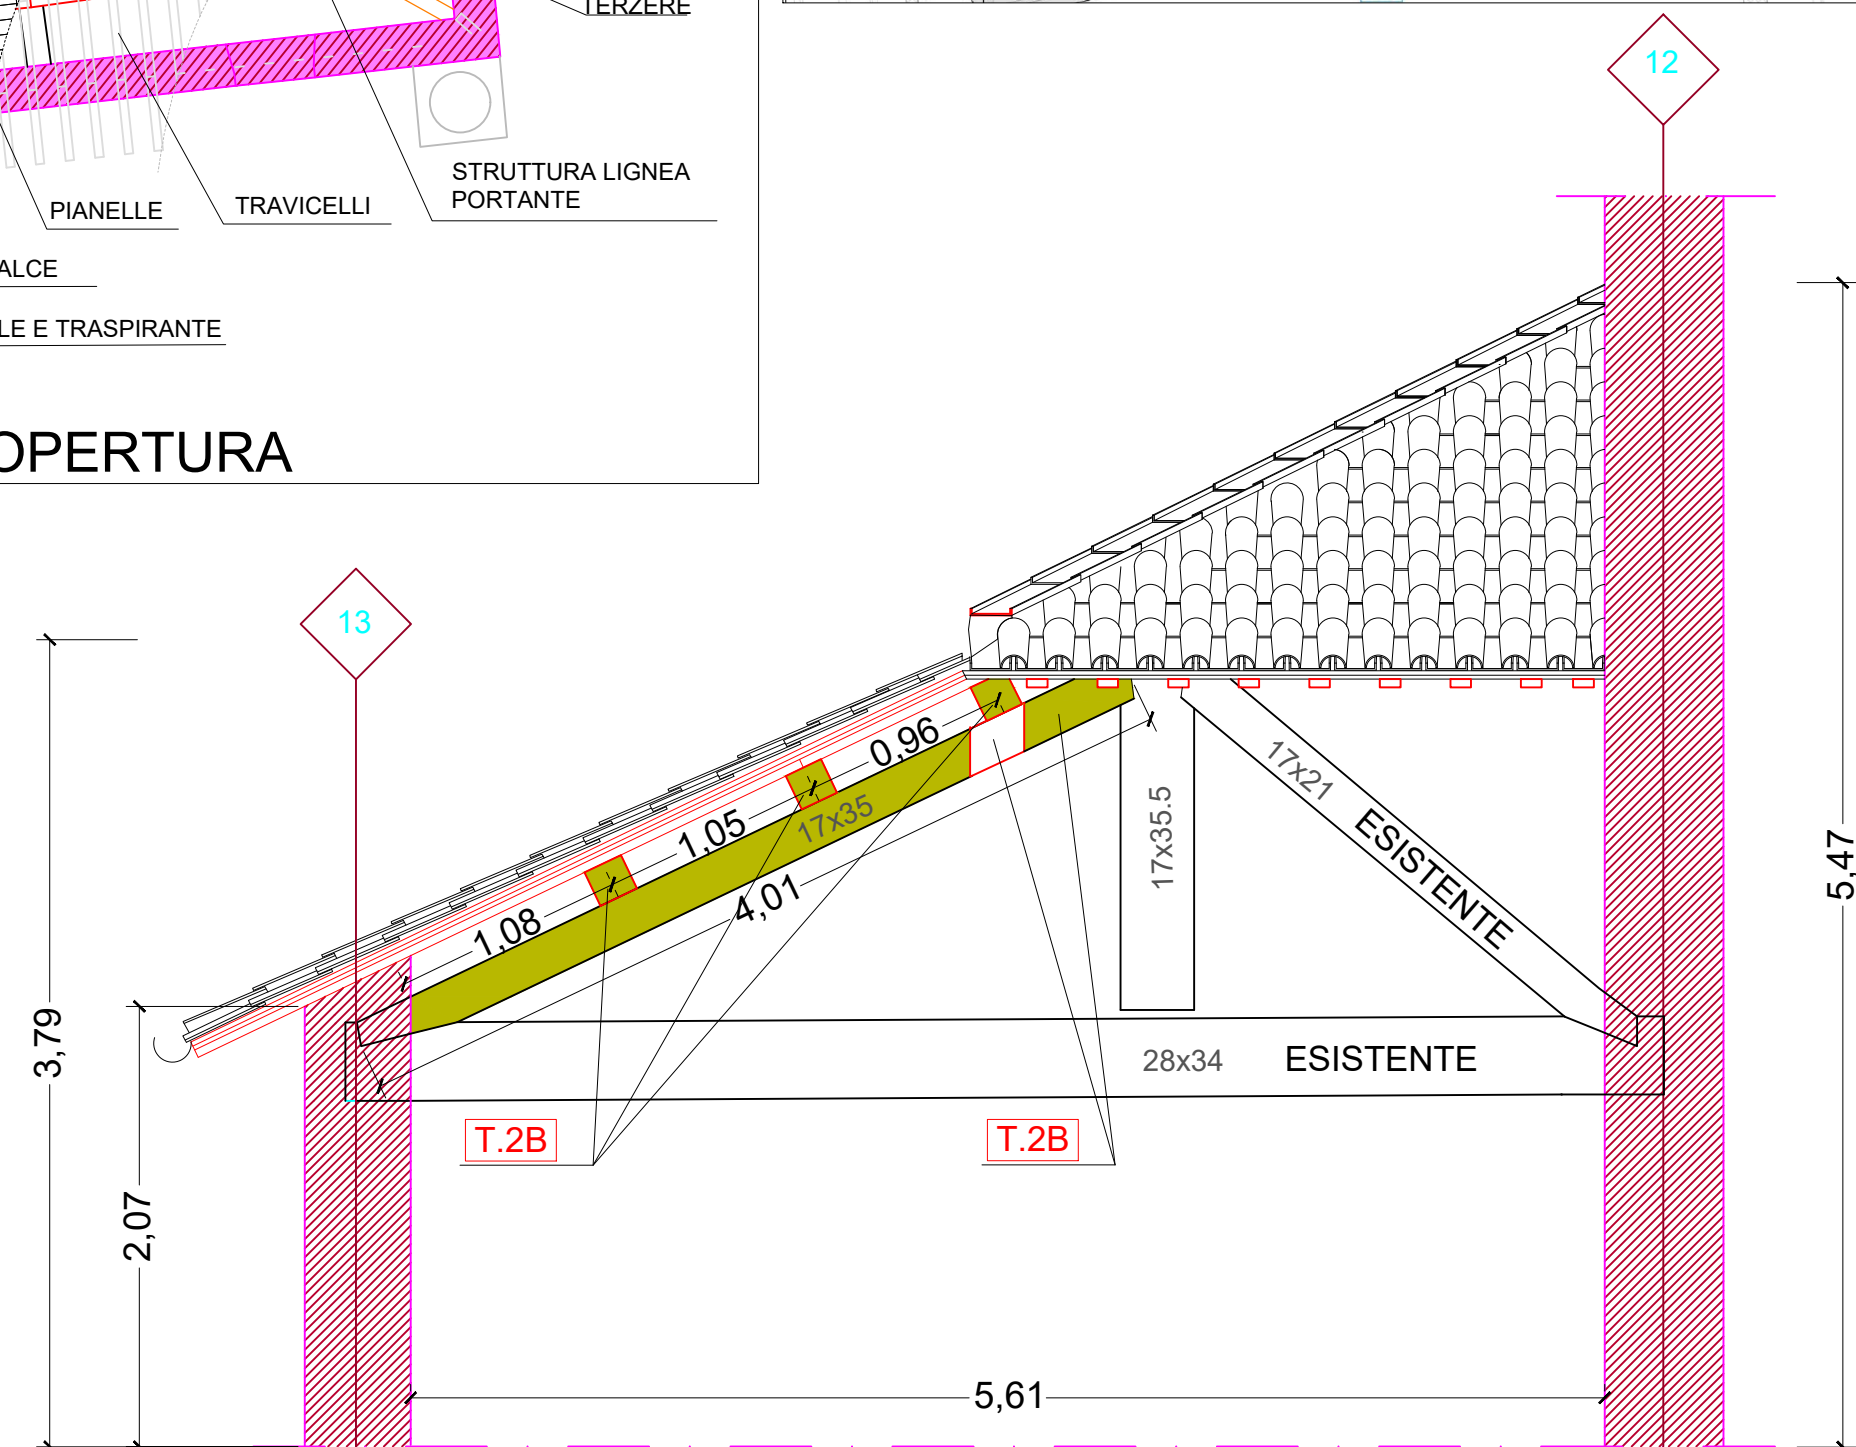 TERZERE
STRUTTURA LIGNEA
PORTANTE
PIANELLE
TRAVICELLI
ALCE
LE E TRASPIRANTE
OPERTURA
12
13
0,96
1,05
17x35
1,08
4,01
17x35.5
17x21
ESISTENTE
28x34
ESISTENTE
T.2B
T.2B
3,79
2,07
5,47
5,61